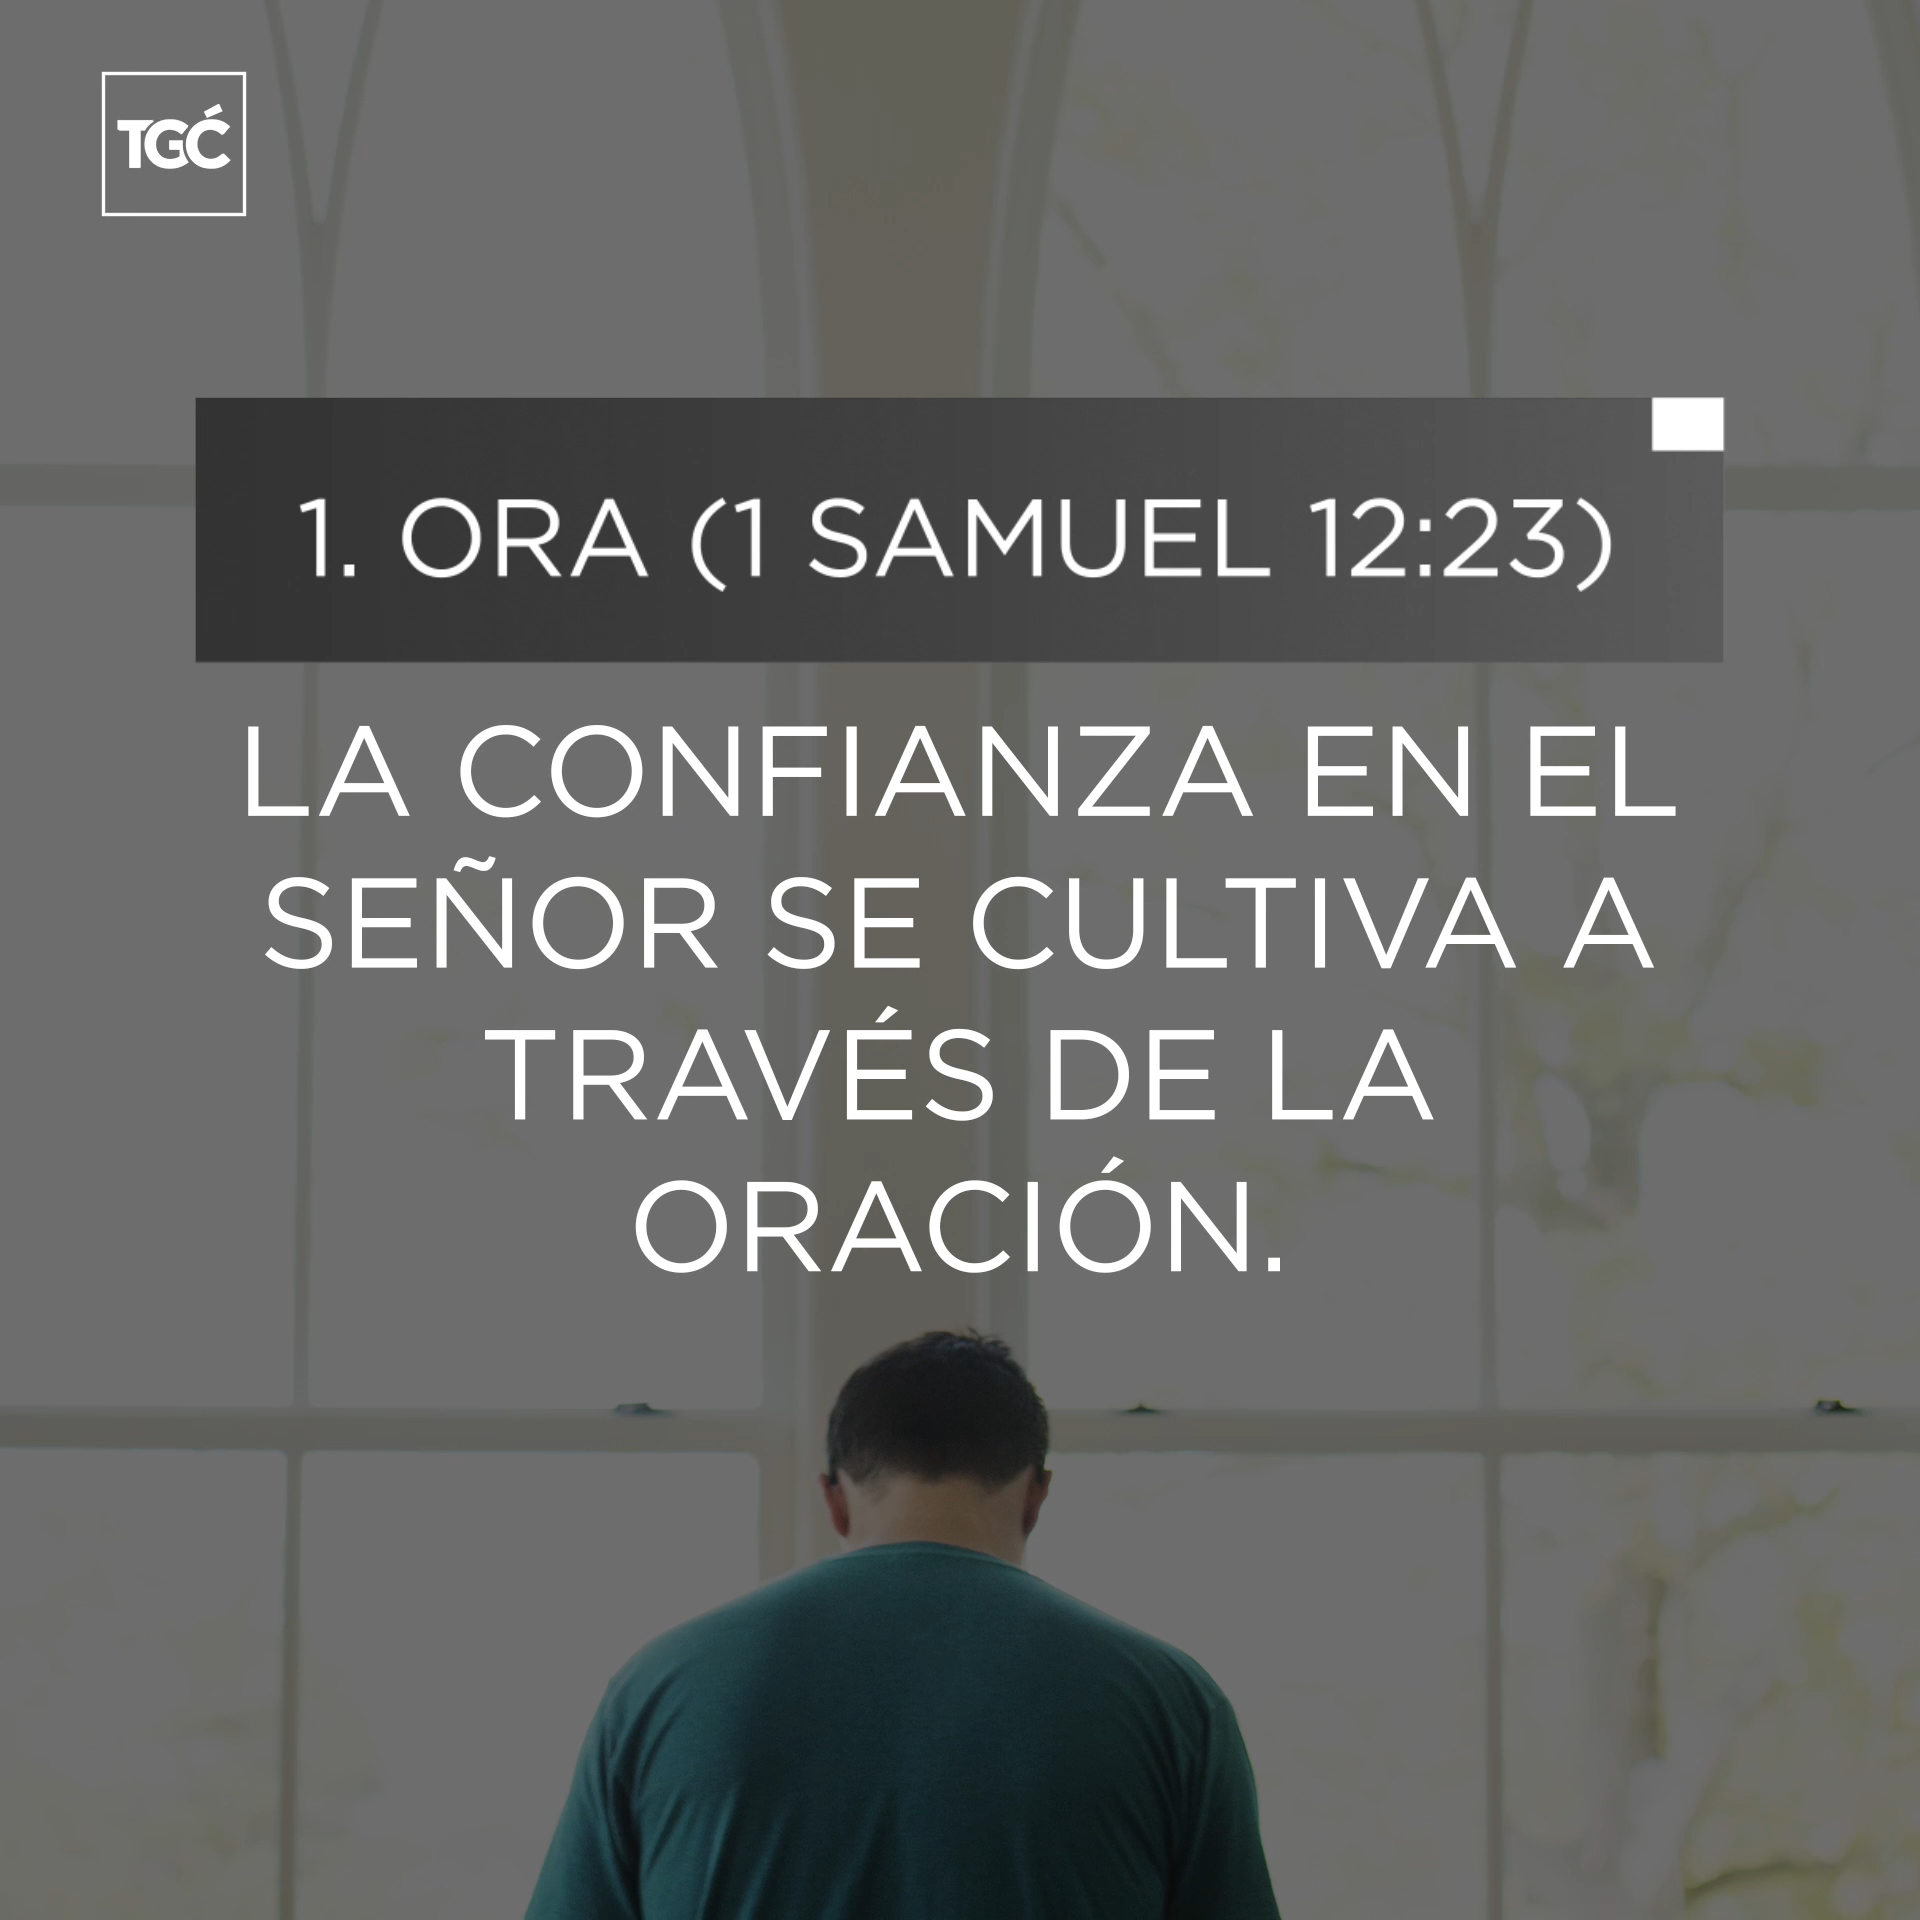 TGĆ
1. ORA (1 SAMUEL 12:23)
LA CONFIANZA EN EL
SEÑOR SE CULTIVA A
TRAVÉS DE LA
ORACIÓN.